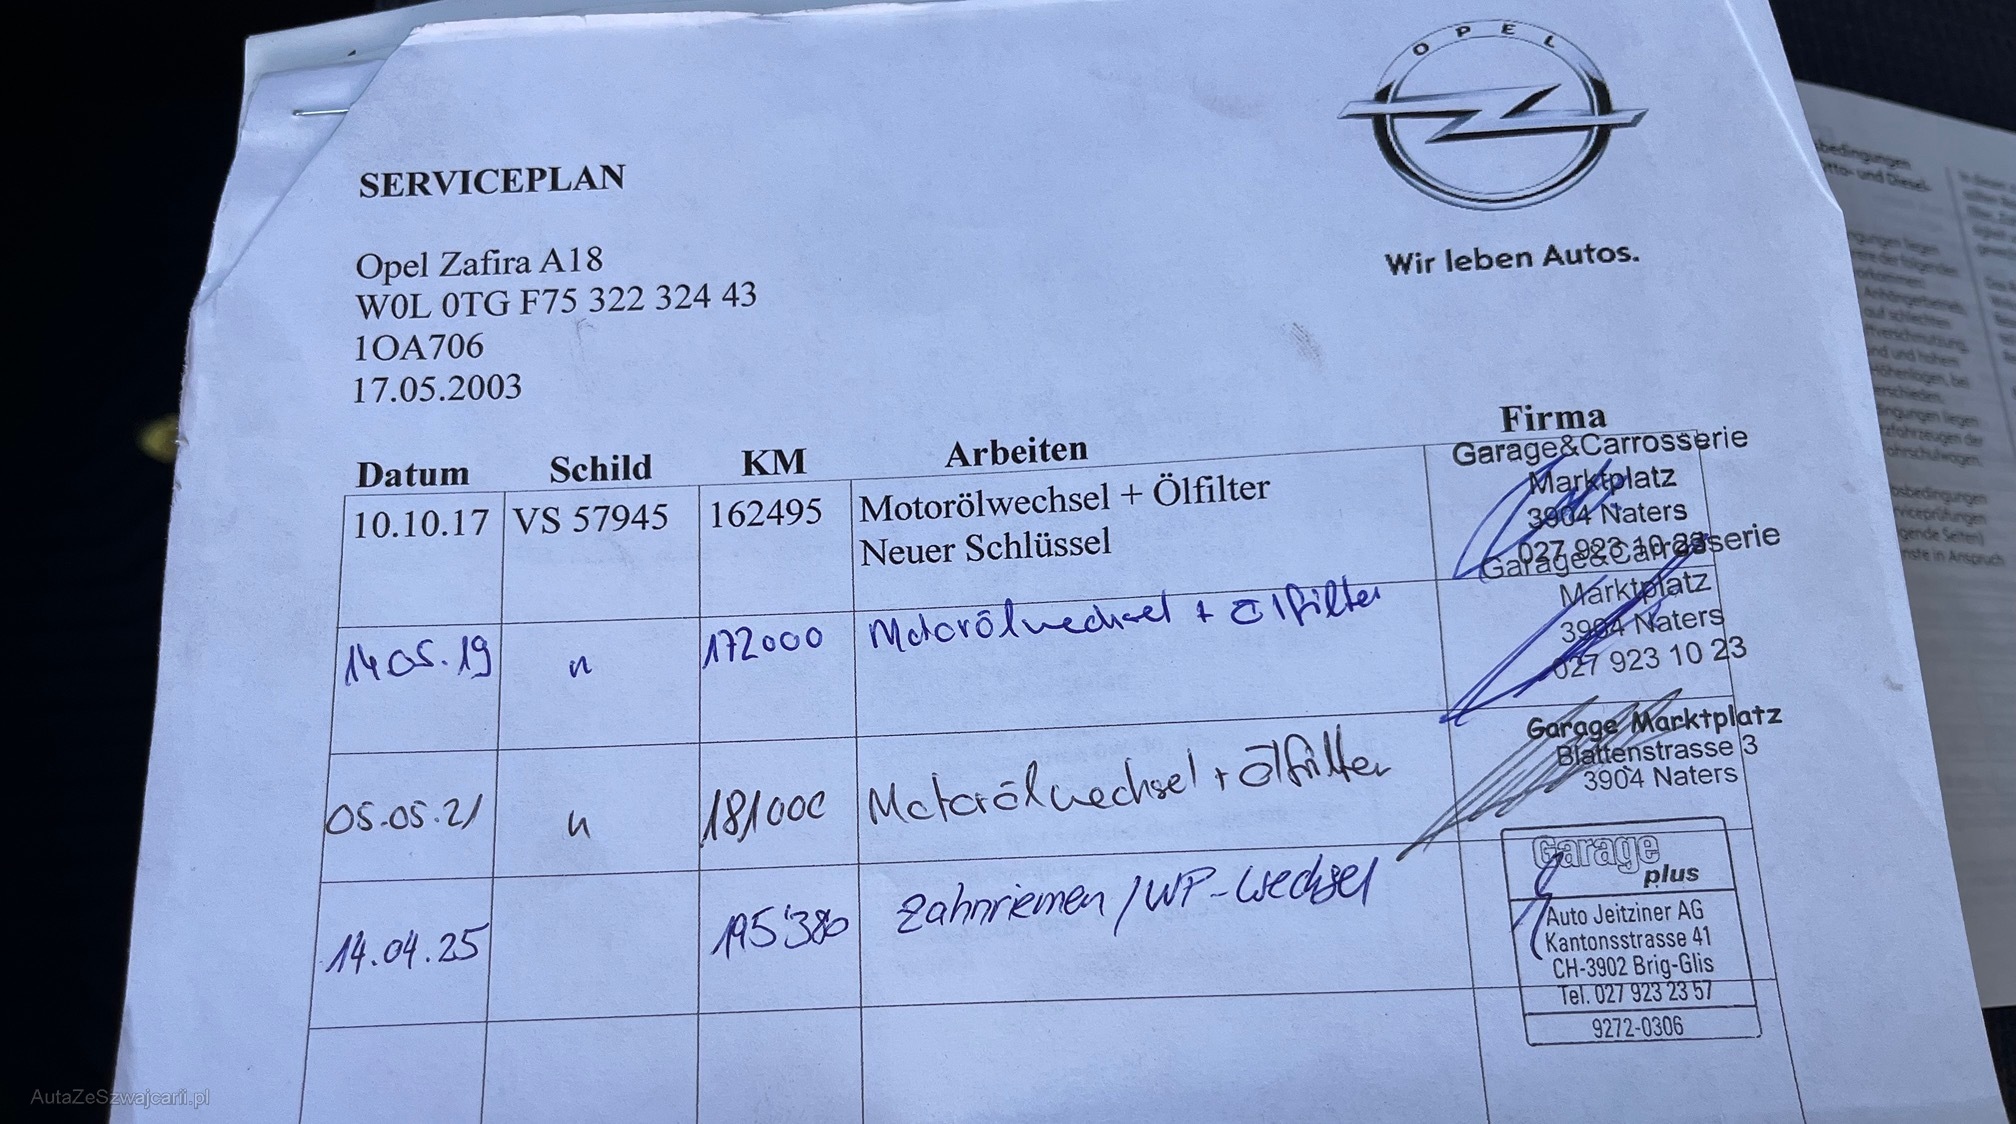 OPEL
Wir leben Autos.
SERVICEPLAN
Opel Zafira A18
W0L 0TG F75 322 324 43
1OA706
17.05.2003
Datum Schild KM Arbeiten Firma
10.10.17 VS 57945 162495 Motorölwechsel + Ölfilter
Neuer Schlüssel
Garage&Carrosserie
Marktplatz
3904 Naters
027 923 10 23
14.05.19 " 172000 Motorölwechsel + Ölfilter
Garage&Carrosserie
Marktplatz
3904 Naters
027 923 10 23
05.05.21 " 181000 Motorölwechsel + Ölfilter
Garage Marktplatz
Blattenstrasse 3
3904 Naters
14.04.25 195'380 Zahnriemen / WP-Wechsel
Garage
plus
Auto Jeitziner AG
Kantonsstrasse 41
CH-3902 Brig-Glis
Tel. 027 923 23 57
9272-0306
bedingungen
tto- und Diesel-
AutaZeSzwajcarii.pl